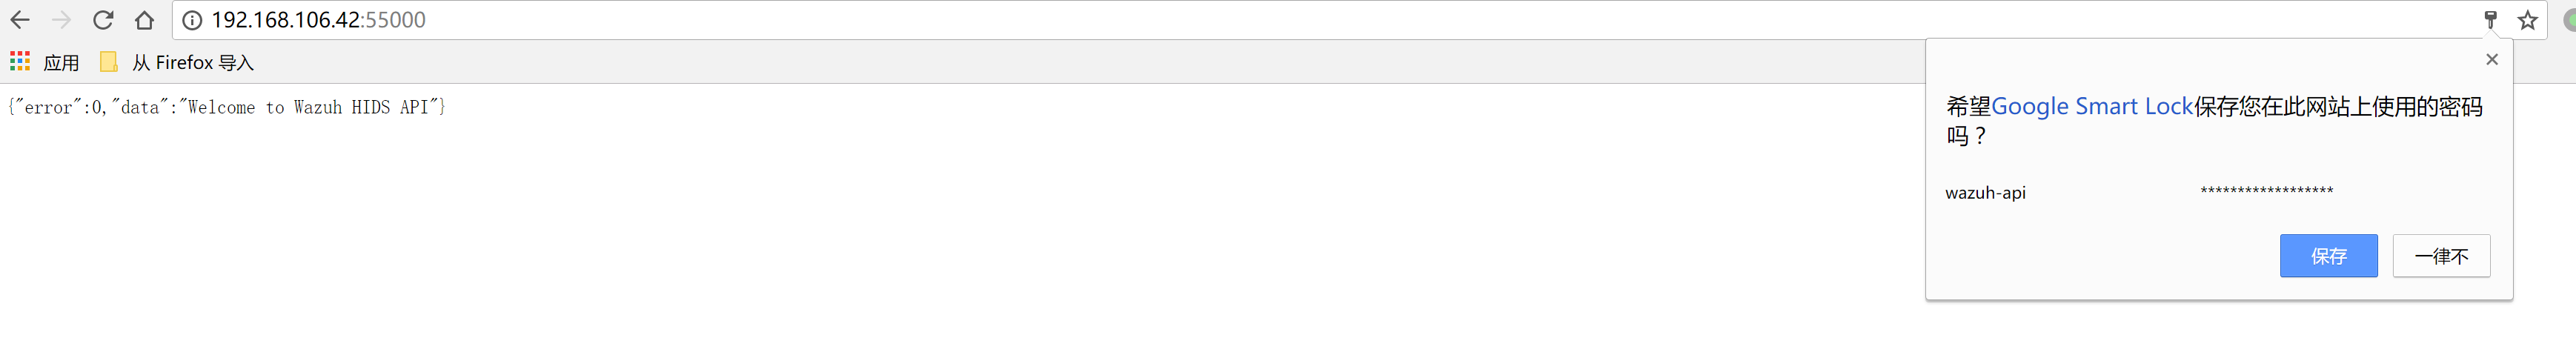 192.168.106.42:55000
应用 从 Firefox 导入
{"error":0,"data":"Welcome to Wazuh HIDS API"}
希望Google Smart Lock保存您在此网站上使用的密码
吗？
wazuh-api ******************
保存 一律不